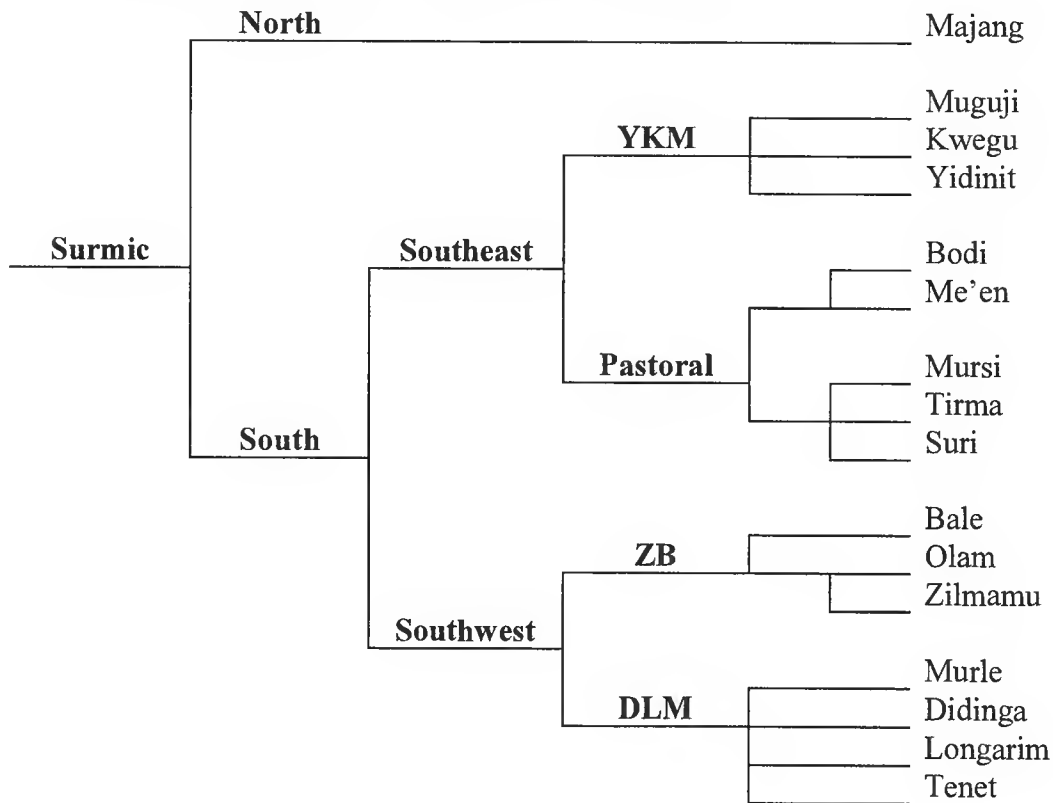 North
Majang
Muguji
YKM
Kwegu
Yidinit
Surmic
Southeast
Bodi
Me’en
Pastoral
Mursi
Tirma
South
Suri
Bale
ZB
Olam
Zilmamu
Southwest
Murle
DLM
Didinga
Longarim
Tenet